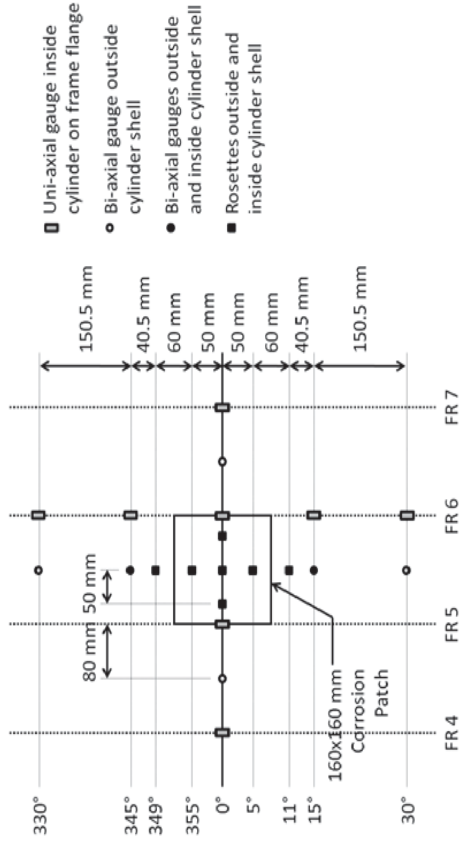 330°
345°
349°
355°
0°
5°
11°
15°
30°
80 mm
50 mm
160x160 mm
Corrosion
Patch
FR 4
FR 5
FR 6
FR 7
150.5 mm
40.5 mm
60 mm
50 mm
50 mm
60 mm
40.5 mm
150.5 mm
Uni-axial gauge inside
cylinder on frame flange
Bi-axial gauge outside
cylinder shell
Bi-axial gauges outside
and inside cylinder shell
Rosettes outside and
inside cylinder shell